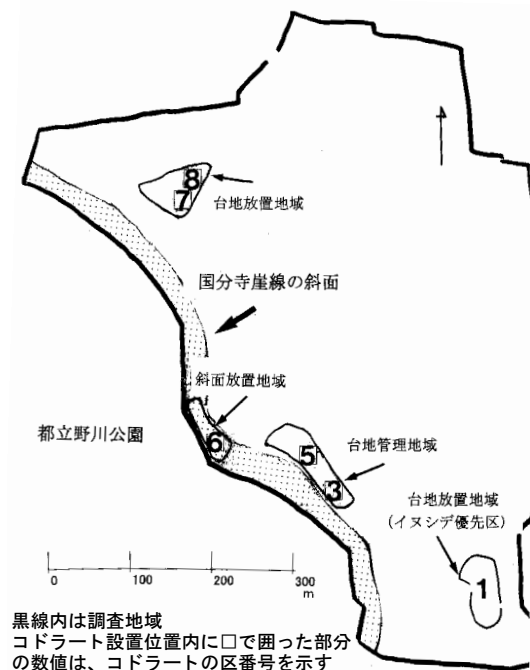 8
7
台地放置地域
国分寺崖線の斜面
斜面放置地域
都立野川公園
6
5
台地管理地域
3
台地放置地域
(イヌシデ優先区)
1
0 100 200 300
m
黒線内は調査地域
コドラート設置位置内に□で囲った部分
の数値は、コドラートの区番号を示す